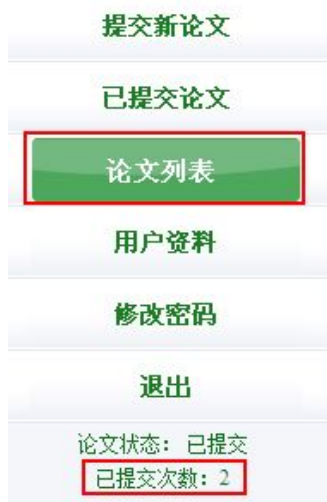 提交新论文
已提交论文
论文列表
用户资料
修改密码
退出
论文状态：已提交
已提交次数：2